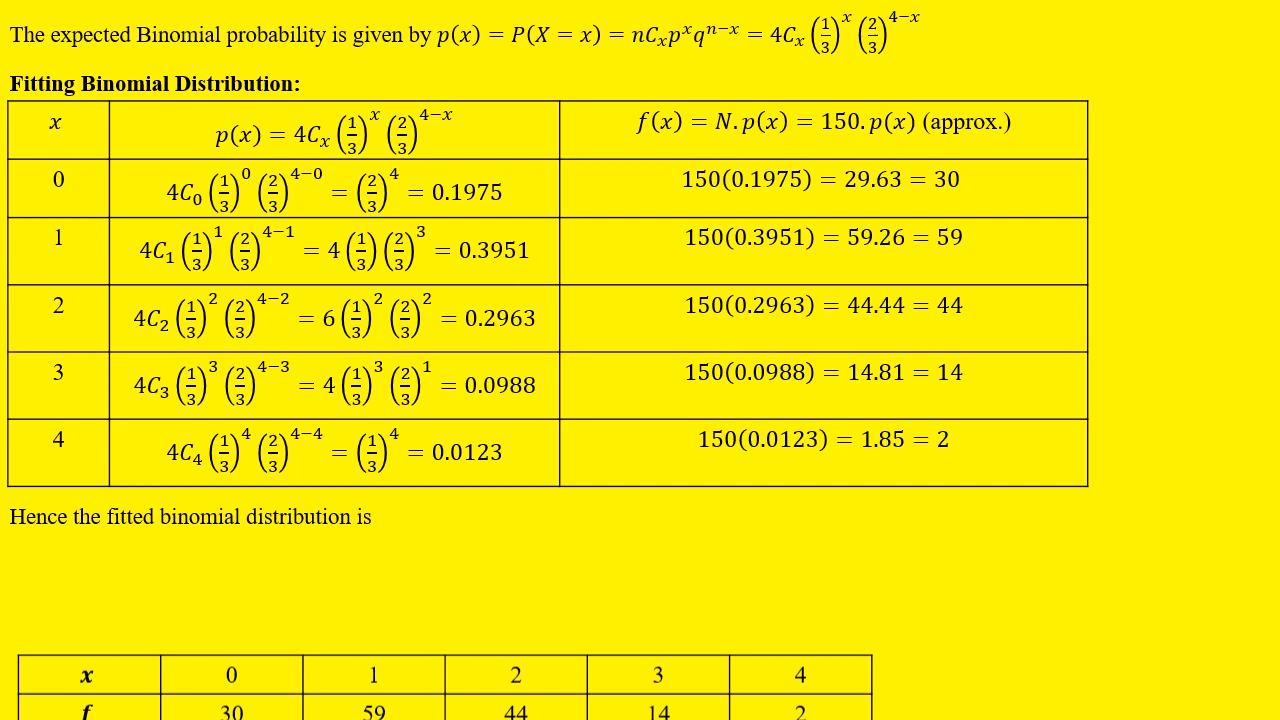 The expected Binomial probability is given by p(x) = P(X = x) = nCₓpˣqⁿ⁻ˣ = 4Cₓ (1/3)ˣ (2/3)⁴⁻ˣ
Fitting Binomial Distribution:
x p(x) = 4Cₓ (1/3)ˣ (2/3)⁴⁻ˣ f(x) = N. p(x) = 150. p(x) (approx.)
0 4C₀ (1/3)⁰ (2/3)⁴⁻⁰ = (2/3)⁴ = 0.1975 150(0.1975) = 29.63 = 30
1 4C₁ (1/3)¹ (2/3)⁴⁻¹ = 4 (1/3) (2/3)³ = 0.3951 150(0.3951) = 59.26 = 59
2 4C₂ (1/3)² (2/3)⁴⁻² = 6 (1/3)² (2/3)² = 0.2963 150(0.2963) = 44.44 = 44
3 4C₃ (1/3)³ (2/3)⁴⁻³ = 4 (1/3)³ (2/3)¹ = 0.0988 150(0.0988) = 14.81 = 14
4 4C₄ (1/3)⁴ (2/3)⁴⁻⁴ = (1/3)⁴ = 0.0123 150(0.0123) = 1.85 = 2
Hence the fitted binomial distribution is
x 0 1 2 3 4
f 30 59 44 14 2